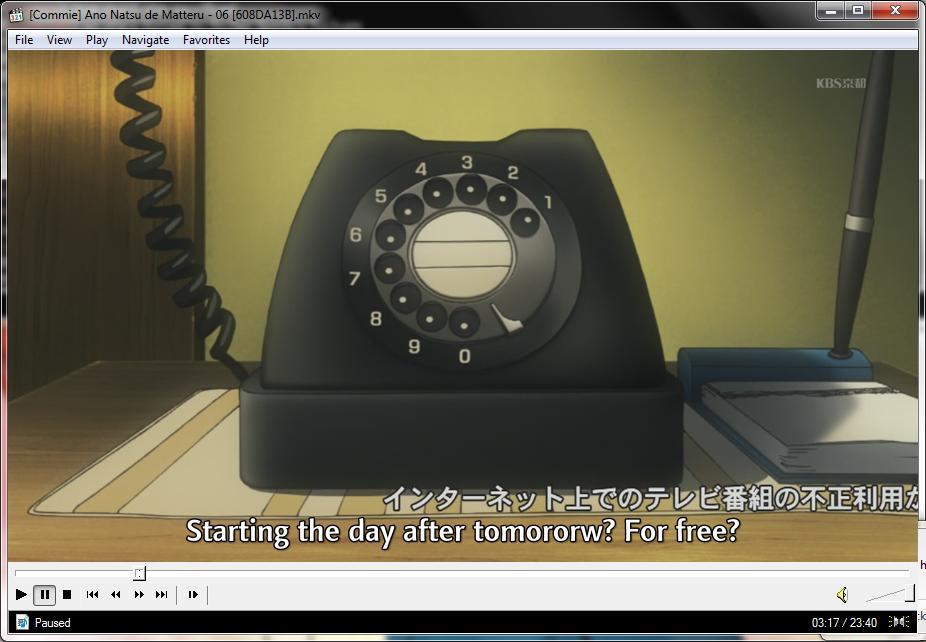 [Commie] Ano Natsu de Matteru - 06 [608DA13B].mkv
File View Play Navigate Favorites Help
KBS京都
3
4 2
5 1
6
7
8
9
0
インターネット上でのテレビ番組の不正利用か
Starting the day after tomororw? For free?
Paused 03:17 / 23:40